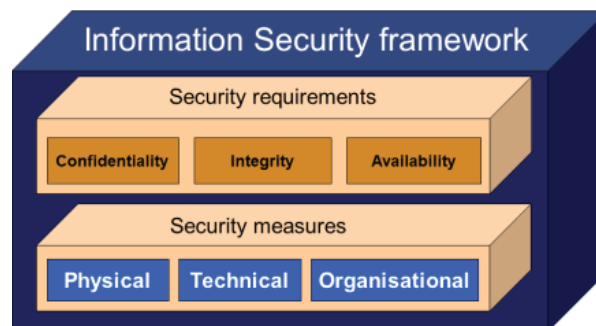 Information Security framework
Security requirements
Confidentiality Integrity Availability
Security measures
Physical Technical Organisational